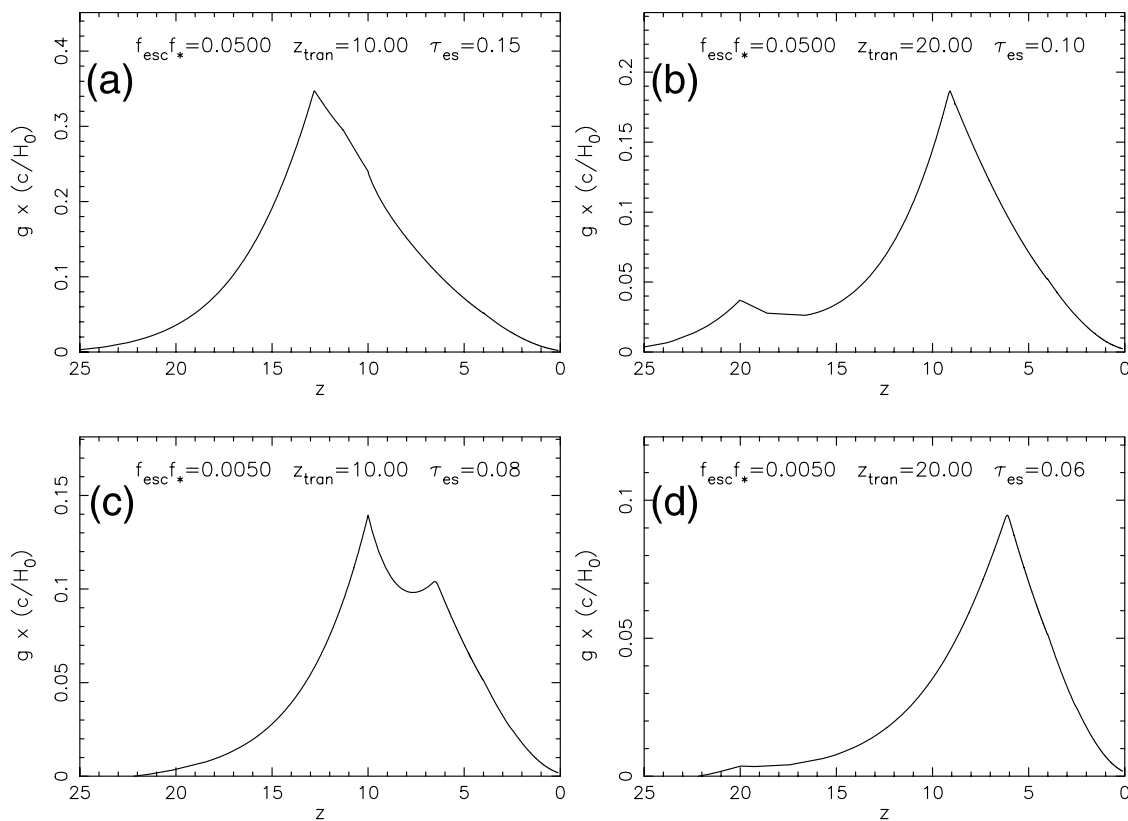 (a)
f_esc f_*=0.0500 z_tran=10.00 τ_es=0.15
g x (c/H_0)
0.4
0.3
0.2
0.1
0
25 20 15 10 5 0
z
(b)
f_esc f_*=0.0500 z_tran=20.00 τ_es=0.10
g x (c/H_0)
0.2
0.15
0.1
0.05
0
25 20 15 10 5 0
z
(c)
f_esc f_*=0.0050 z_tran=10.00 τ_es=0.08
g x (c/H_0)
0.15
0.1
0.05
0
25 20 15 10 5 0
z
(d)
f_esc f_*=0.0050 z_tran=20.00 τ_es=0.06
g x (c/H_0)
0.1
0.05
0
25 20 15 10 5 0
z